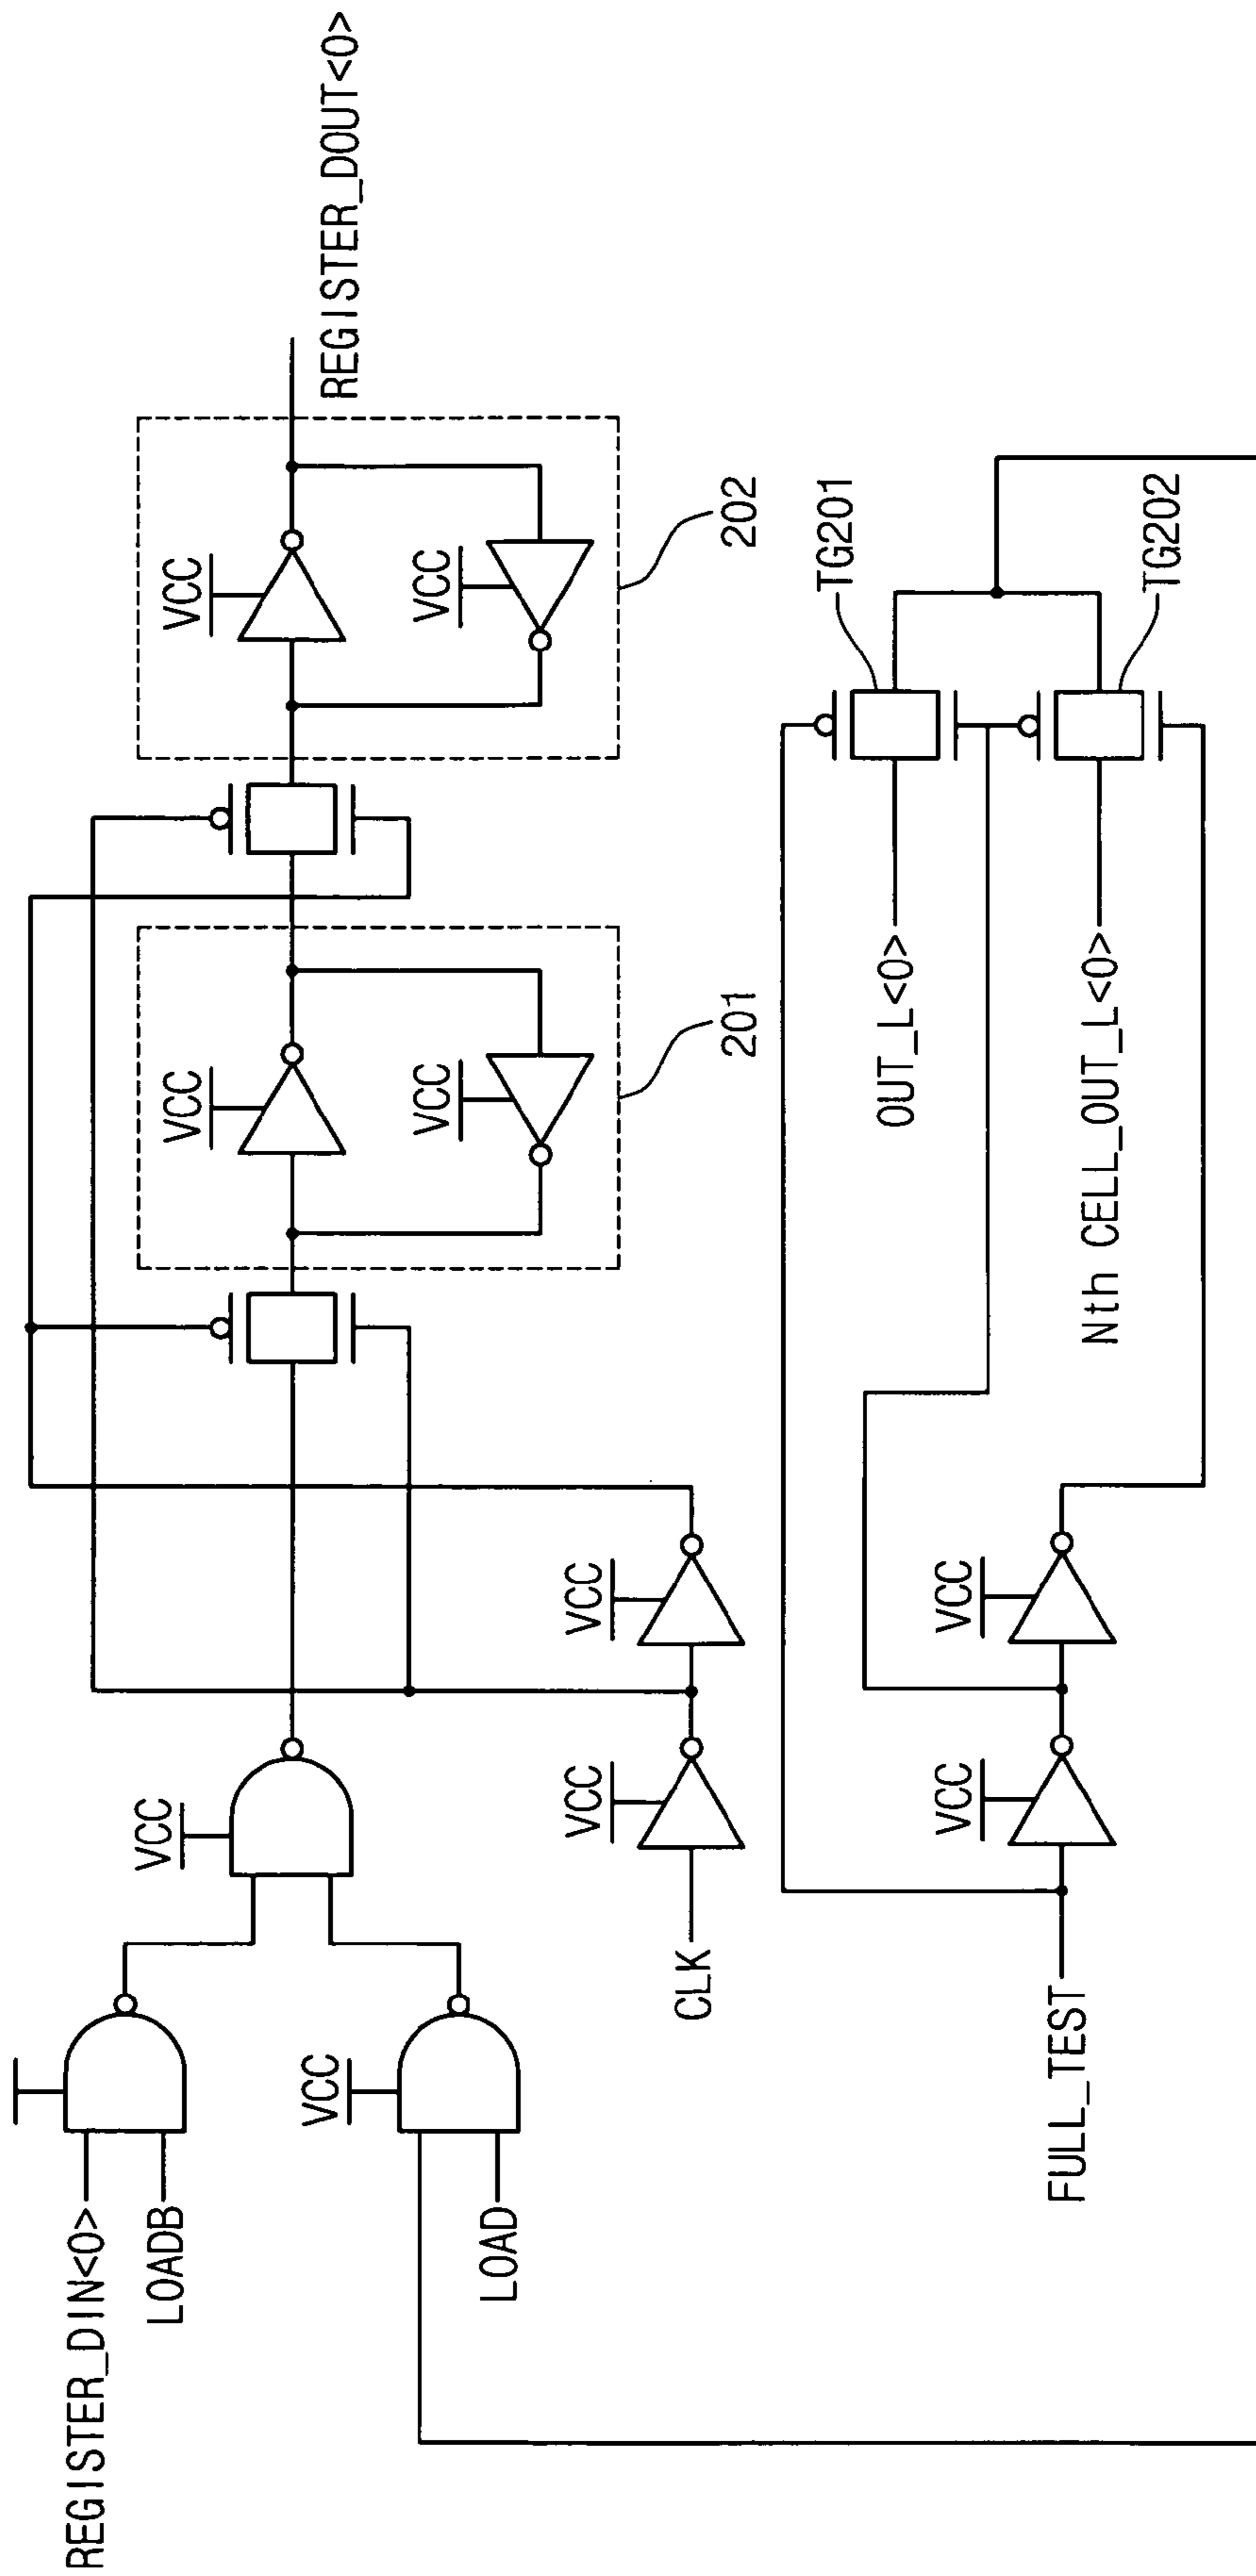 REGISTER_DIN<0>
LOADB
VCC
LOAD
VCC
VCC
VCC
201
VCC
VCC
202
REGISTER_DOUT<0>
CLK
VCC
VCC
FULL_TEST
VCC
VCC
OUT_L<0>
Nth CELL_OUT_L<0>
TG201
TG202